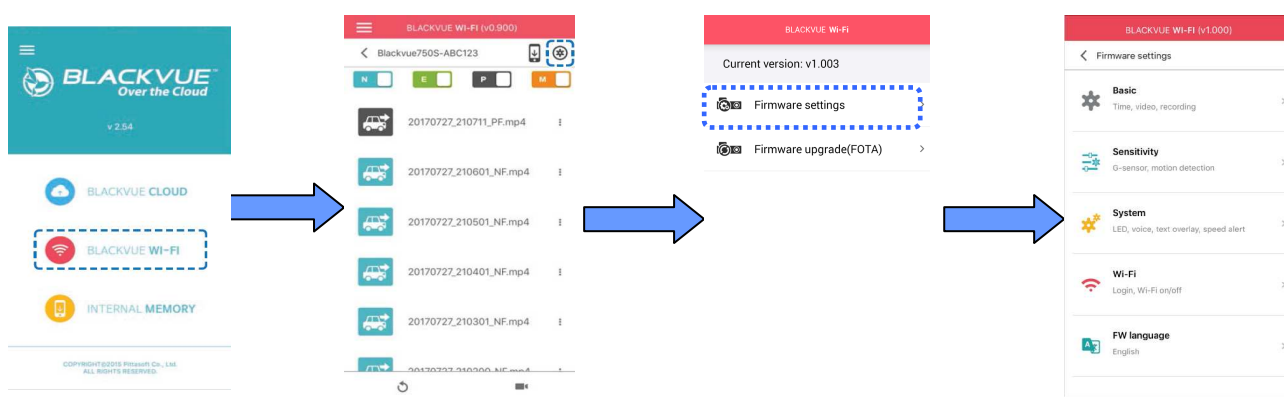 BLACKVUE
Over the Cloud
v 2.54
BLACKVUE CLOUD
BLACKVUE WI-FI
INTERNAL MEMORY
COPYRIGHT@2015 Pittasoft Co., Ltd.
ALL RIGHTS RESERVED.
BLACKVUE WI-FI (v0.900)
Blackvue750S-ABC123
N E P M
20170727_210711_PF.mp4
20170727_210601_NF.mp4
20170727_210501_NF.mp4
20170727_210401_NF.mp4
20170727_210301_NF.mp4
BLACKVUE Wi-Fi
Current version: v1.003
Firmware settings
Firmware upgrade(FOTA)
BLACKVUE WI-FI (v1.000)
Firmware settings
Basic
Time, video, recording
Sensitivity
G-sensor, motion detection
System
LED, voice, text overlay, speed alert
Wi-Fi
Login, Wi-Fi on/off
FW language
English